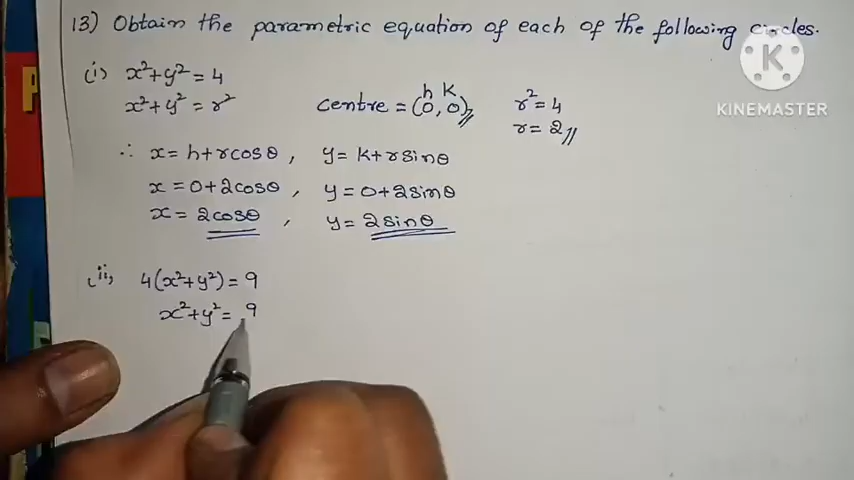 13) Obtain the parametric equation of each of the following circles.
(i) x²+y² = 4
x²+y² = r² centre = (0, 0) r² = 4
h k
r = 2
∴ x = h+rcosθ , y = k+rsinθ
x = 0+2cosθ , y = 0+2sinθ
x = 2cosθ , y = 2sinθ
(ii) 4(x²+y²) = 9
x²+y² = 9
K
KINEMASTER